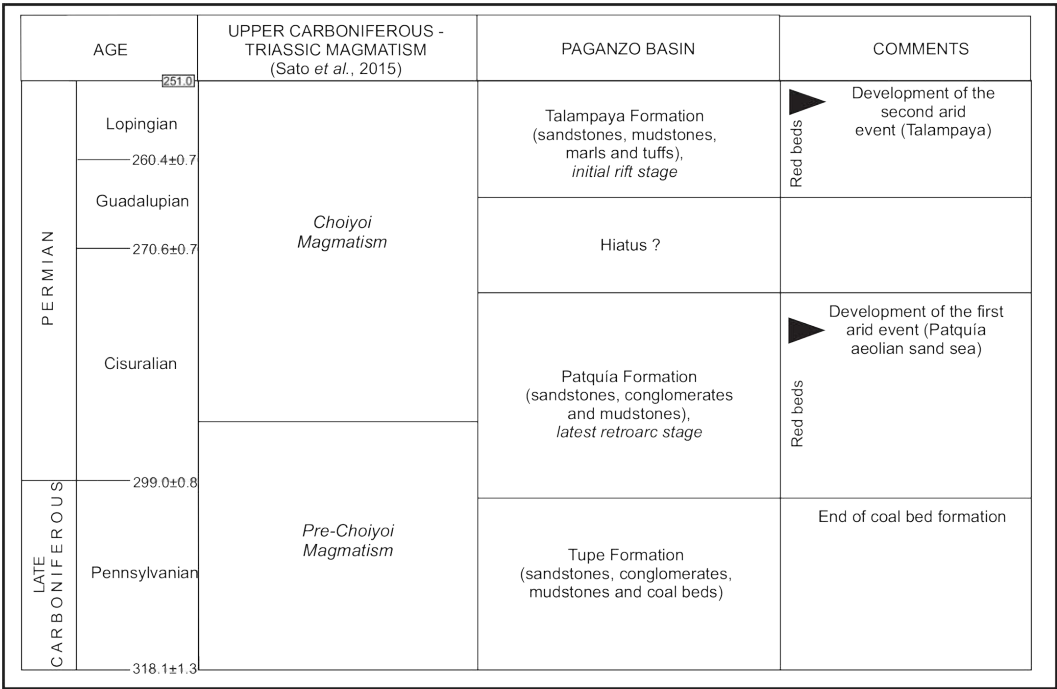 AGE
UPPER CARBONIFEROUS -
TRIASSIC MAGMATISM
(Sato et al., 2015)
PAGANZO BASIN
COMMENTS
251.0
PERMIAN
Lopingian
260.4±0.7
Guadalupian
270.6±0.7
Cisuralian
299.0±0.8
LATE
CARBONIFEROUS
Pennsylvanian
318.1±1.3
Choiyoi
Magmatism
Pre-Choiyoi
Magmatism
Talampaya Formation
(sandstones, mudstones,
marls and tuffs),
initial rift stage
Hiatus ?
Patquía Formation
(sandstones, conglomerates
and mudstones),
latest retroarc stage
Tupe Formation
(sandstones, conglomerates,
mudstones and coal beds)
Red beds
Development of the
second arid
event (Talampaya)
Development of the first
arid event (Patquía
aeolian sand sea)
Red beds
End of coal bed formation